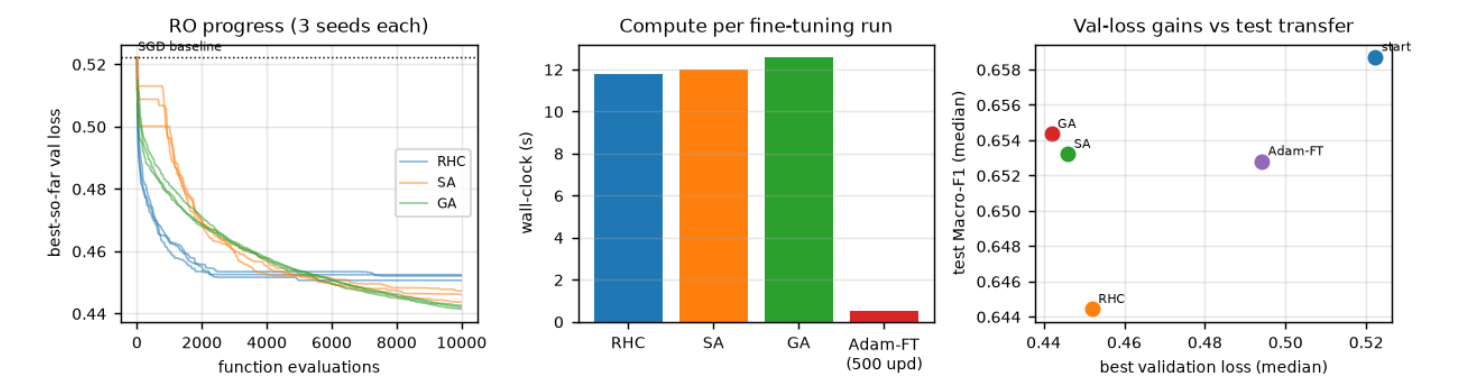 RO progress (3 seeds each)
SGD baseline
0.52
0.50
0.48
0.46
0.44
best-so-far val loss
RHC
SA
GA
0
2000
4000
6000
8000
10000
function evaluations
Compute per fine-tuning run
12
10
8
6
4
2
0
wall-clock (s)
RHC
SA
GA
Adam-FT
(500 upd)
Val-loss gains vs test transfer
start
0.658
0.656
0.654
0.652
0.650
0.648
0.646
0.644
test Macro-F1 (median)
GA
SA
Adam-FT
RHC
0.44
0.46
0.48
0.50
0.52
best validation loss (median)